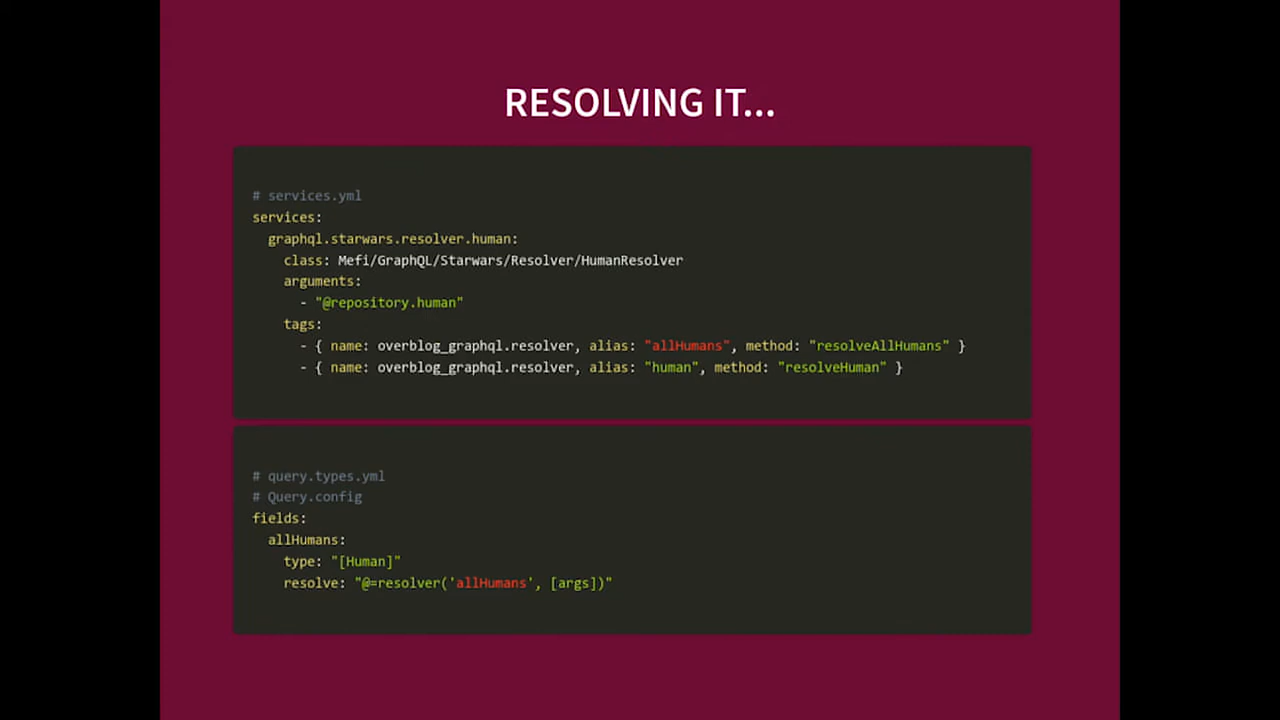 RESOLVING IT...
# services.yml
services:
  graphql.starwars.resolver.human:
    class: Mefi/GraphQL/Starwars/Resolver/HumanResolver
    arguments:
      - "@repository.human"
    tags:
      - { name: overblog_graphql.resolver, alias: "allHumans", method: "resolveAllHumans" }
      - { name: overblog_graphql.resolver, alias: "human", method: "resolveHuman" }
# query.types.yml
# Query.config
fields:
  allHumans:
    type: "[Human]"
    resolve: "@=resolver('allHumans', [args])"